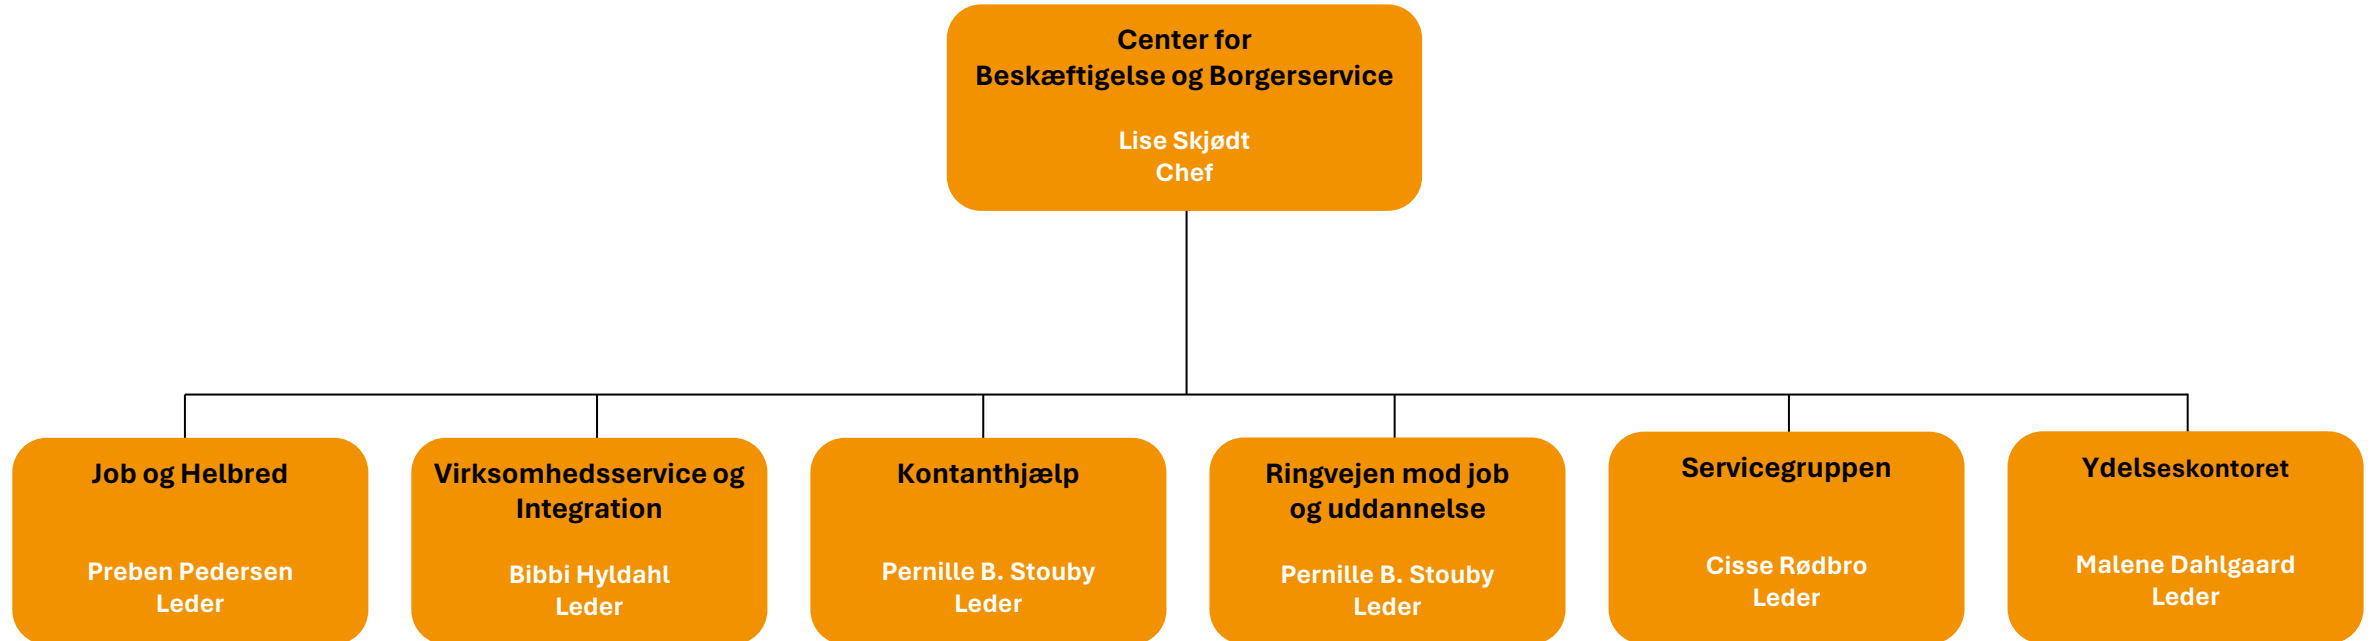 Center for
Beskæftigelse og Borgerservice
Lise Skjødt
Chef
Job og Helbred
Preben Pedersen
Leder
Virksomhedsservice og
Integration
Bibbi Hyldahl
Leder
Kontanthjælp
Pernille B. Stouby
Leder
Ringvejen mod job
og uddannelse
Pernille B. Stouby
Leder
Servicegruppen
Cisse Rødbro
Leder
Ydelseskontoret
Malene Dahlgaard
Leder